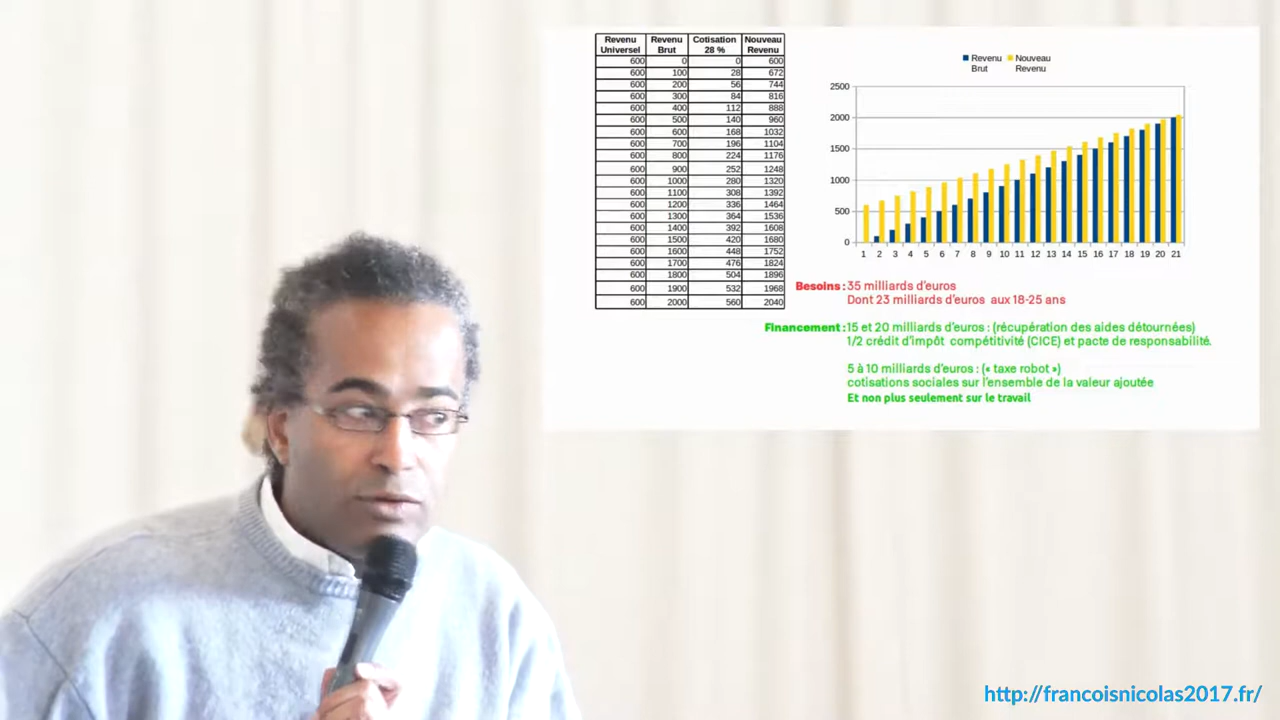 Revenu Universel Revenu Brut Cotisation 28 % Nouveau Revenu
600 0 0 600
600 100 28 672
600 200 56 744
600 300 84 816
600 400 112 888
600 500 140 960
600 600 168 1032
600 700 196 1104
600 800 224 1176
600 900 252 1248
600 1000 280 1320
600 1100 308 1392
600 1200 336 1464
600 1300 364 1536
600 1400 392 1608
600 1500 420 1680
600 1600 448 1752
600 1700 476 1824
600 1800 504 1896
600 1900 532 1968
600 2000 560 2040
Revenu Brut Nouveau Revenu
2500
2000
1500
1000
500
0
1 2 3 4 5 6 7 8 9 10 11 12 13 14 15 16 17 18 19 20 21
Besoins : 35 milliards d'euros
Dont 23 milliards d'euros aux 18-25 ans
Financement : 15 et 20 milliards d'euros : (récupération des aides détournées)
1/2 crédit d'impôt compétitivité (CICE) et pacte de responsabilité.
5 à 10 milliards d'euros : (« taxe robot »)
cotisations sociales sur l'ensemble de la valeur ajoutée
Et non plus seulement sur le travail
http://francoisnicolas2017.fr/